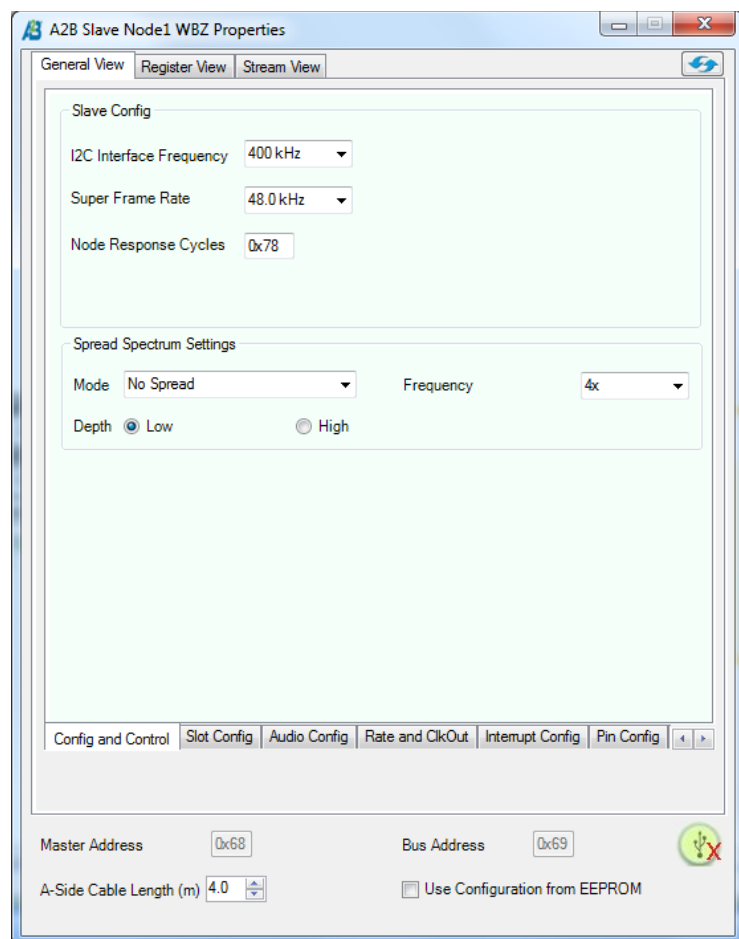 A2B Slave Node1 WBZ Properties
General View Register View Stream View
Slave Config
I2C Interface Frequency 400 kHz
Super Frame Rate 48.0 kHz
Node Response Cycles 0x78
Spread Spectrum Settings
Mode No Spread Frequency 4x
Depth Low High
Config and Control Slot Config Audio Config Rate and ClkOut Interrupt Config Pin Config
Master Address 0x68 Bus Address 0x69
A-Side Cable Length (m) 4.0 Use Configuration from EEPROM